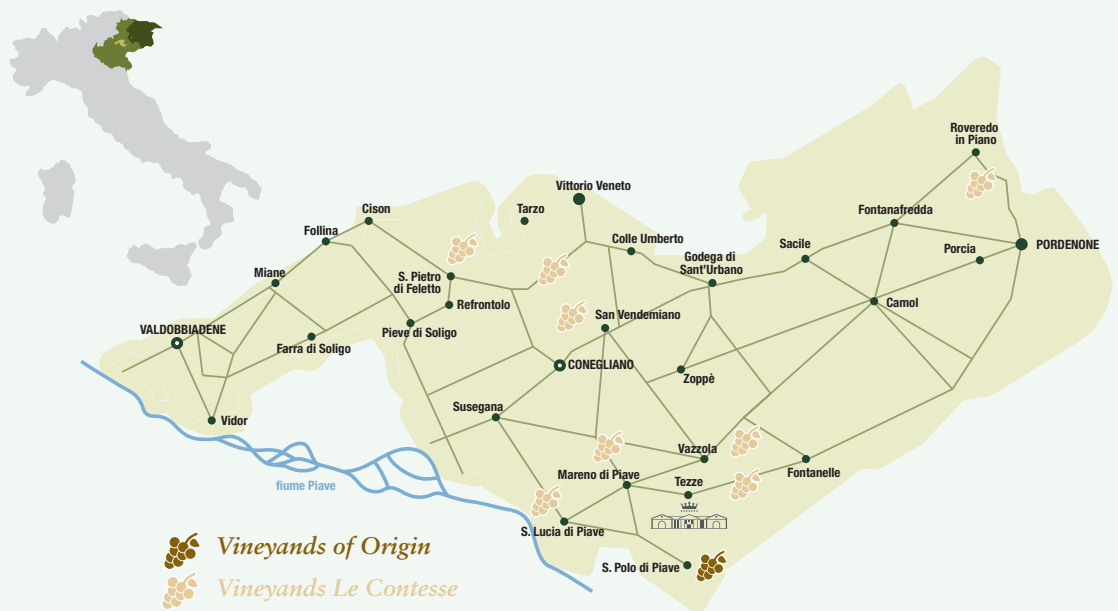 Roveredo
in Piano
Vittorio Veneto
Cison
Tarzo
Fontanafredda
Follina
Colle Umberto
Sacile
PORDENONE
Porcia
Godega di
Sant'Urbano
Miane
S. Pietro
di Feletto
Refrontolo
Camol
San Vendemiano
VALDOBBIADENE
Pieve di Soligo
Farra di Soligo
CONEGLIANO
Zoppè
Susegana
Vidor
Vazzola
Mareno di Piave
Fontanelle
Tezze
fiume Piave
S. Lucia di Piave
S. Polo di Piave
Vineyands of Origin
Vineyands Le Contesse